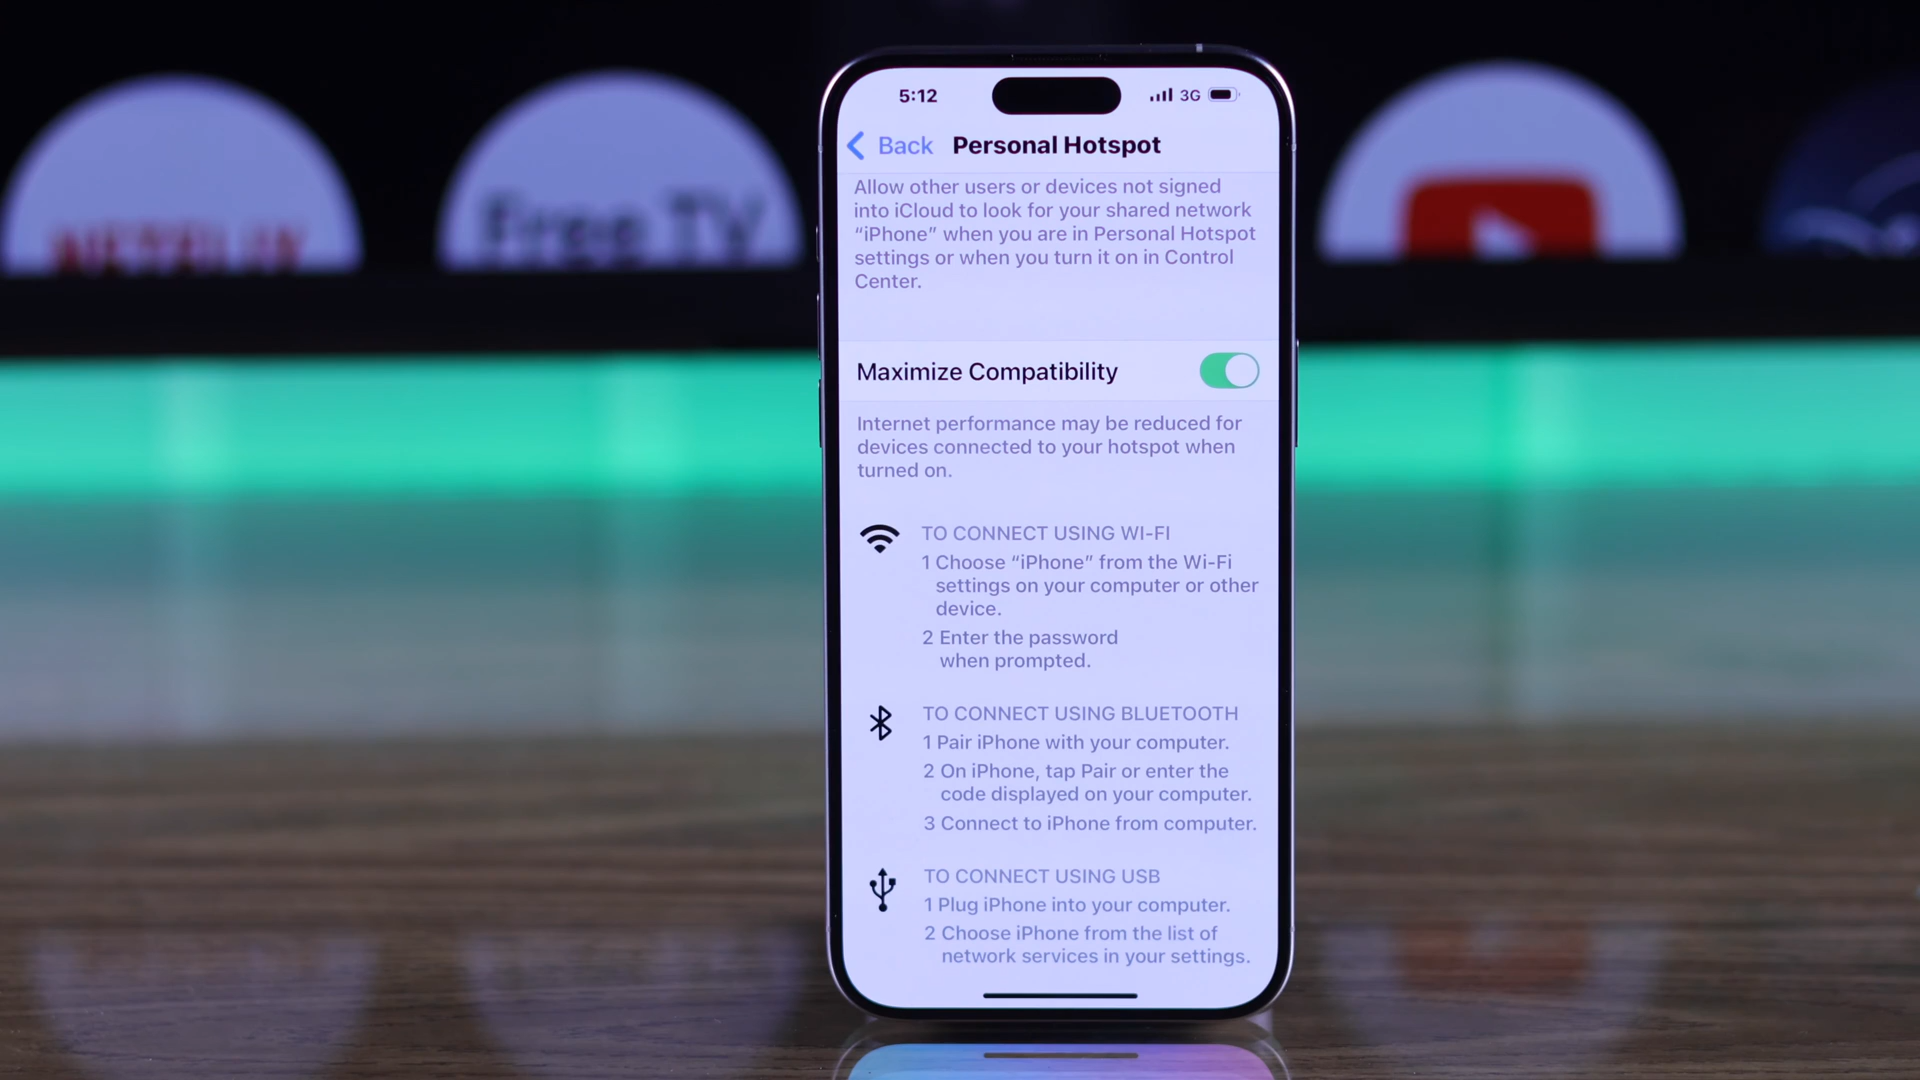 NETFLIX
Free TV
5:12
3G
Back
Personal Hotspot
Allow other users or devices not signed
into iCloud to look for your shared network
“iPhone” when you are in Personal Hotspot
settings or when you turn it on in Control
Center.
Maximize Compatibility
Internet performance may be reduced for
devices connected to your hotspot when
turned on.
TO CONNECT USING WI-FI
1 Choose “iPhone” from the Wi-Fi
settings on your computer or other
device.
2 Enter the password
when prompted.
TO CONNECT USING BLUETOOTH
1 Pair iPhone with your computer.
2 On iPhone, tap Pair or enter the
code displayed on your computer.
3 Connect to iPhone from computer.
TO CONNECT USING USB
1 Plug iPhone into your computer.
2 Choose iPhone from the list of
network services in your settings.